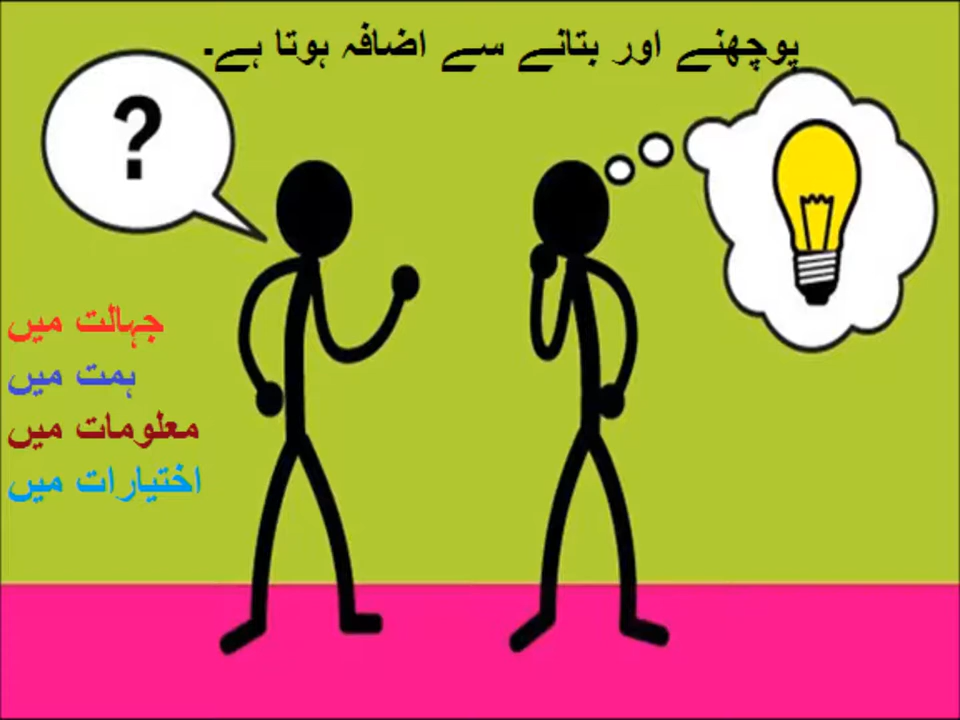 پوچھنے اور بتانے سے اضافہ ہوتا ہے۔
?
جہالت میں
ہمت میں
معلومات میں
اختیارات میں